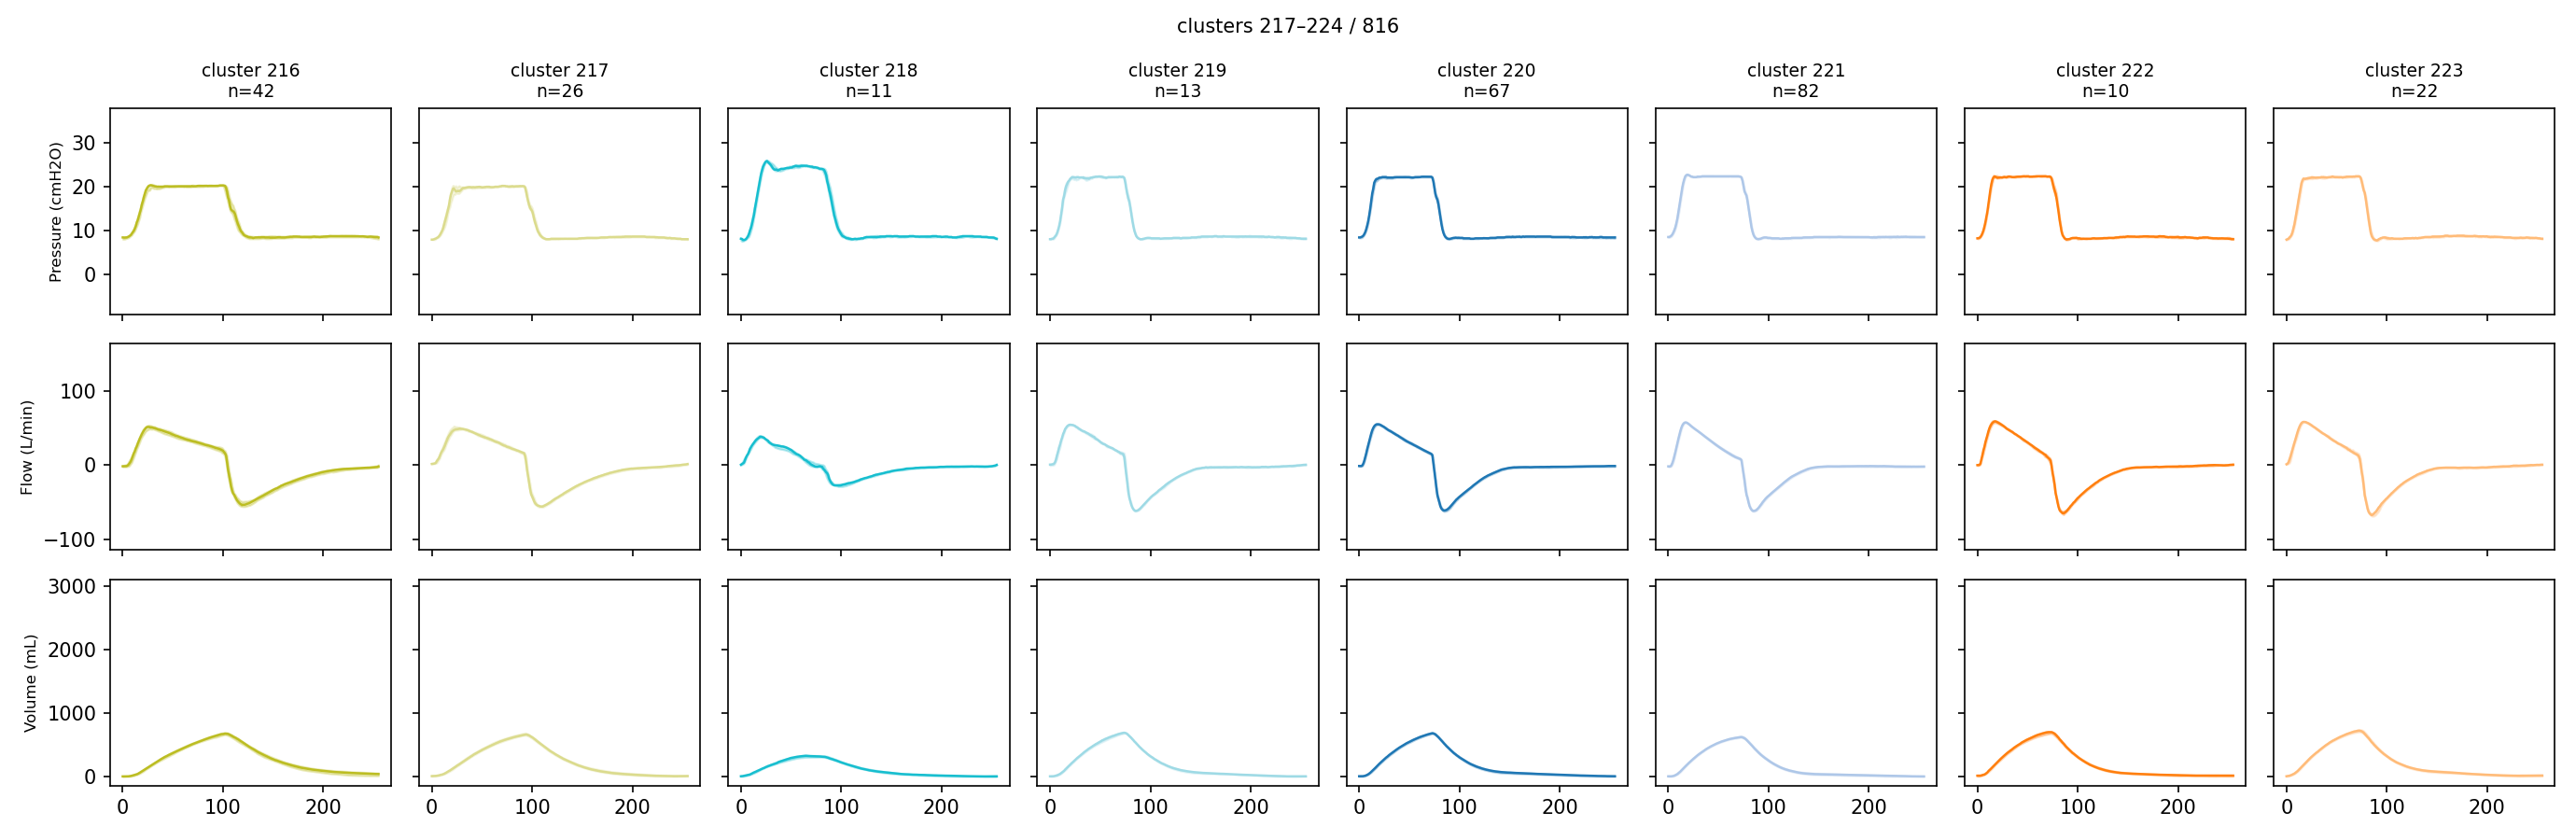 clusters 217–224 / 816
cluster 216
n=42
cluster 217
n=26
cluster 218
n=11
cluster 219
n=13
cluster 220
n=67
cluster 221
n=82
cluster 222
n=10
cluster 223
n=22
Pressure (cmH2O)
30
20
10
0
Flow (L/min)
100
0
−100
Volume (mL)
3000
2000
1000
0
0 100 200
0 100 200
0 100 200
0 100 200
0 100 200
0 100 200
0 100 200
0 100 200